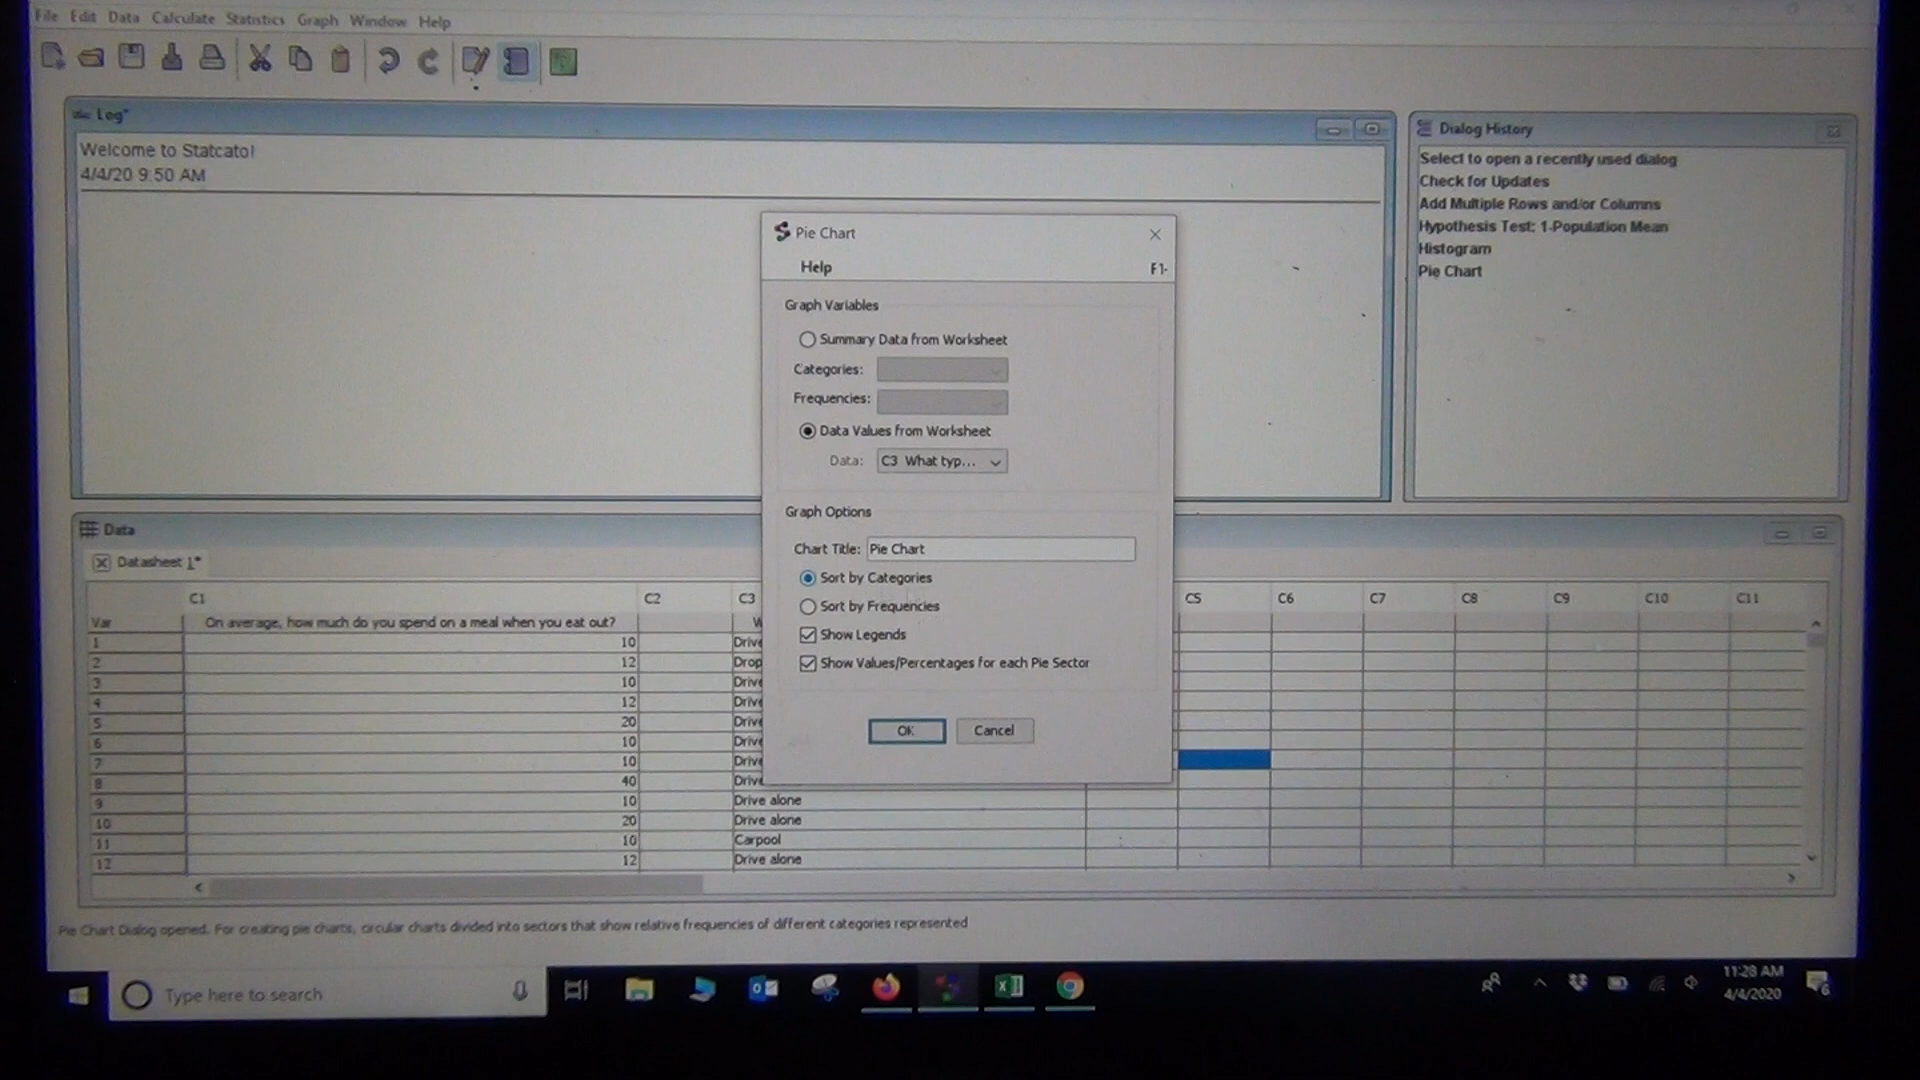 File Edit Data Calculate Statistics Graph Window Help
Log*
Welcome to Statcato!
4/4/20 9:50 AM
Dialog History
Select to open a recently used dialog
Check for Updates
Add Multiple Rows and/or Columns
Hypothesis Test: 1-Population Mean
Histogram
Pie Chart
Pie Chart
Help F1-
Graph Variables
Summary Data from Worksheet
Categories:
Frequencies:
Data Values from Worksheet
Data: C3 What typ...
Graph Options
Chart Title: Pie Chart
Sort by Categories
Sort by Frequencies
Show Legends
Show Values/Percentages for each Pie Sector
OK Cancel
Data
Datasheet 1*
C1 C2 C3 C5 C6 C7 C8 C9 C10 C11
Var On average, how much do you spend on a meal when you eat out? W
1 10 Drive
2 12 Drop
3 10 Drive
4 12 Drive
5 20 Drive
6 10 Drive
7 10 Drive
8 40 Drive
9 10 Drive alone
10 20 Drive alone
11 10 Carpool
12 12 Drive alone
Pie Chart Dialog opened. For creating pie charts, circular charts divided into sectors that show relative frequencies of different categories represented
Type here to search
11:28 AM
4/4/2020
6